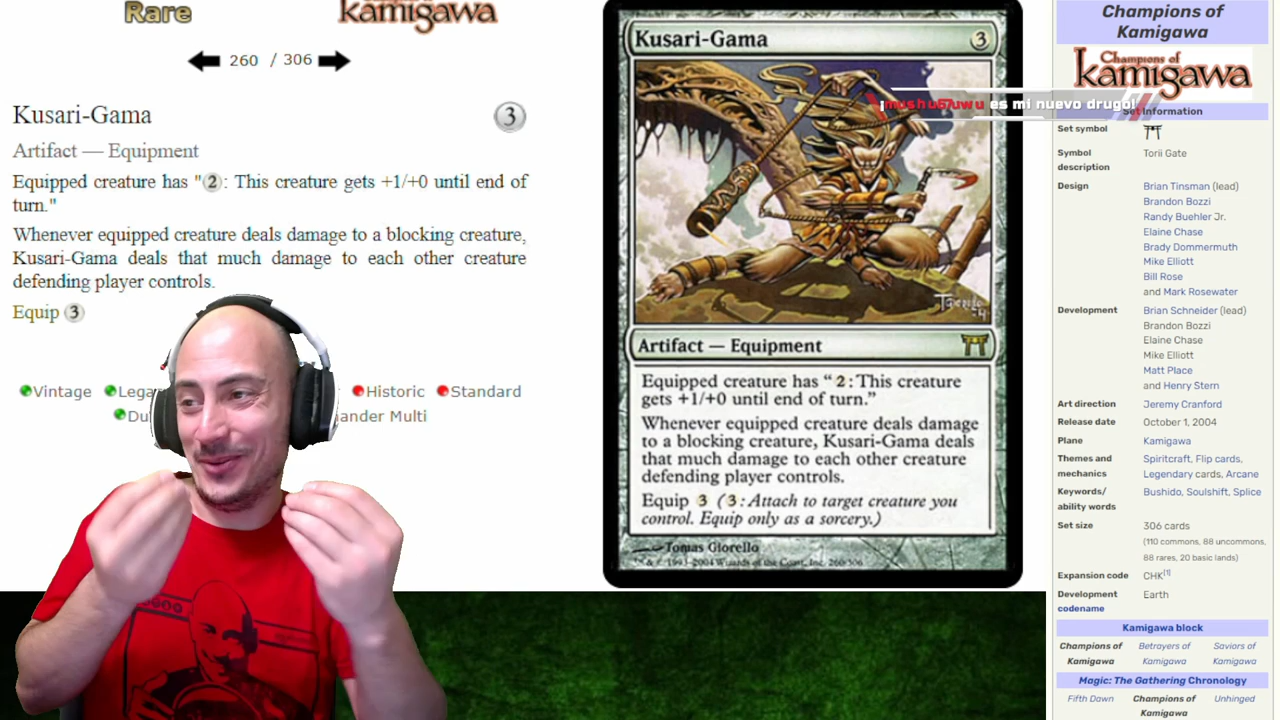 Rare
kamigawa
260 / 306
Kusari-Gama 3
Artifact — Equipment
Equipped creature has "2: This creature gets +1/+0 until end of
turn."
Whenever equipped creature deals damage to a blocking creature,
Kusari-Gama deals that much damage to each other creature
defending player controls.
Equip 3
Vintage Historic Standard
Multi
Kusari-Gama 3
¡mushu67uwu es mi nuevo drugo!
Artifact — Equipment
Equipped creature has "2:This creature
gets +1/+0 until end of turn."
Whenever equipped creature deals damage
to a blocking creature, Kusari-Gama deals
that much damage to each other creature
defending player controls.
Equip 3 (3:Attach to target creature you
control. Equip only as a sorcery.)
Tomas Giorello
Champions of
Kamigawa
Champions of
kamigawa
Set Information
Set symbol
Symbol Torii Gate
description
Design Brian Tinsman (lead)
Brandon Bozzi
Randy Buehler Jr.
Elaine Chase
Brady Dommermuth
Mike Elliott
Bill Rose
and Mark Rosewater
Development Brian Schneider (lead)
Brandon Bozzi
Elaine Chase
Mike Elliott
Matt Place
and Henry Stern
Art direction Jeremy Cranford
Release date October 1, 2004
Plane Kamigawa
Themes and Spiritcraft, Flip cards,
mechanics Legendary cards, Arcane
Keywords/ Bushido, Soulshift, Splice
ability words
Set size 306 cards
(110 commons, 88 uncommons,
88 rares, 20 basic lands)
Expansion code CHK[1]
Development Earth
codename
Kamigawa block
Champions of Betrayers of Saviors of
Kamigawa Kamigawa Kamigawa
Magic: The Gathering Chronology
Fifth Dawn Champions of Unhinged
Kamigawa